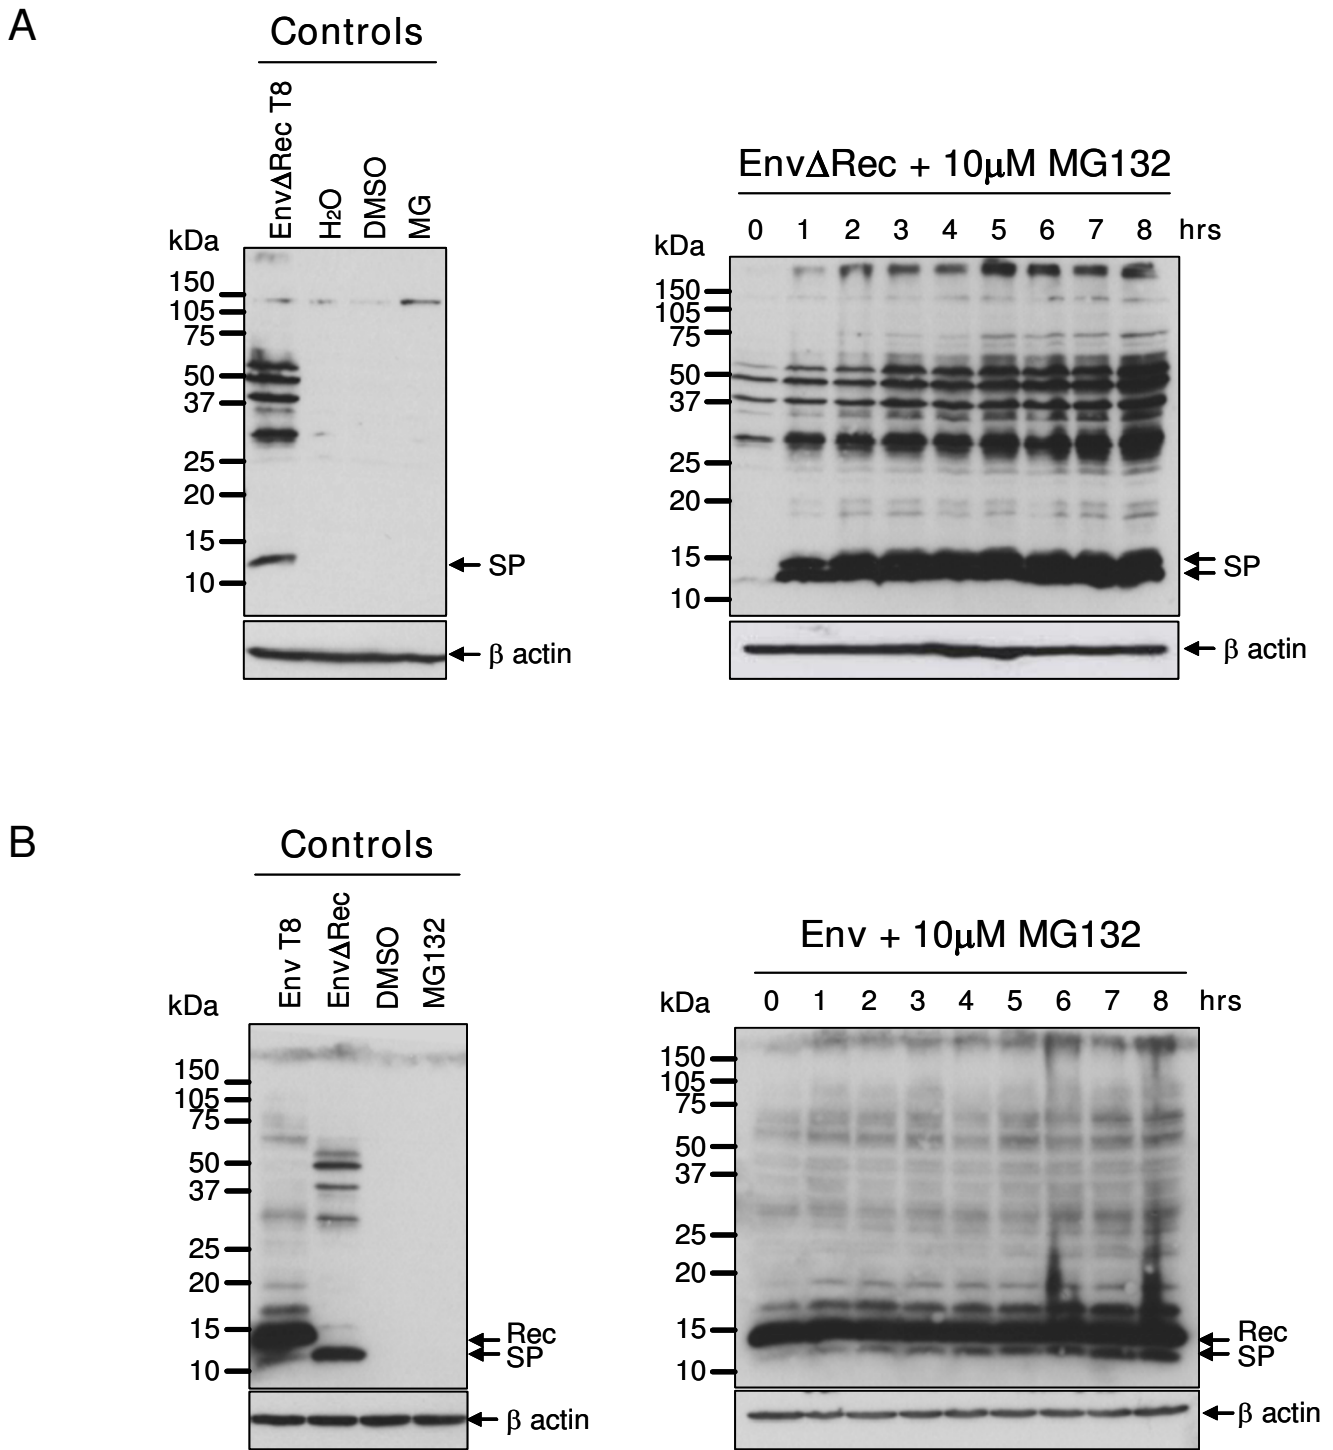 A
Controls
EnvΔRec T8
H₂O
DMSO
MG
kDa
150
105
75
50
37
25
20
15
10
SP
β actin
EnvΔRec + 10μM MG132
0 1 2 3 4 5 6 7 8 hrs
kDa
150
105
75
50
37
25
20
15
10
SP
β actin
B
Controls
Env T8
EnvΔRec
DMSO
MG132
kDa
150
105
75
50
37
25
20
15
10
Rec
SP
β actin
Env + 10μM MG132
kDa 0 1 2 3 4 5 6 7 8 hrs
150
105
75
50
37
25
20
15
10
Rec
SP
β actin